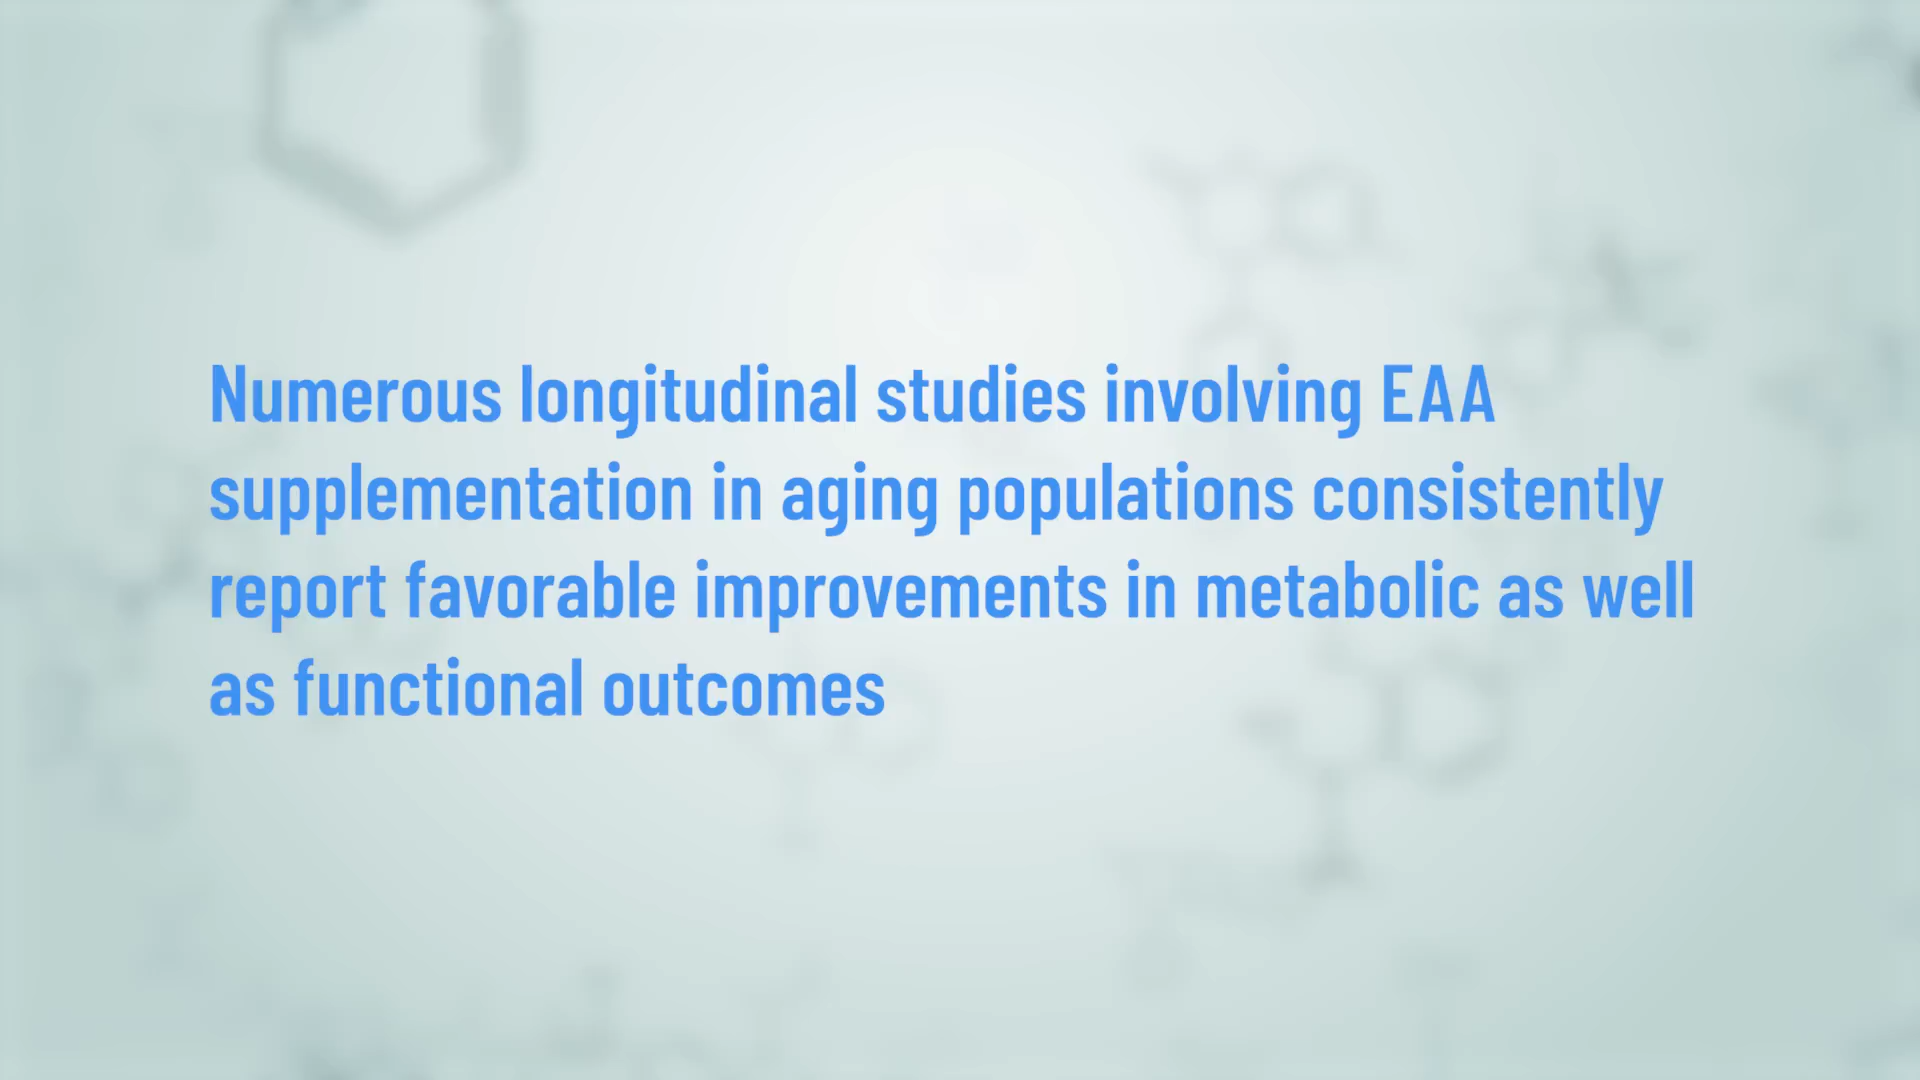 Numerous longitudinal studies involving EAA
supplementation in aging populations consistently
report favorable improvements in metabolic as well
as functional outcomes